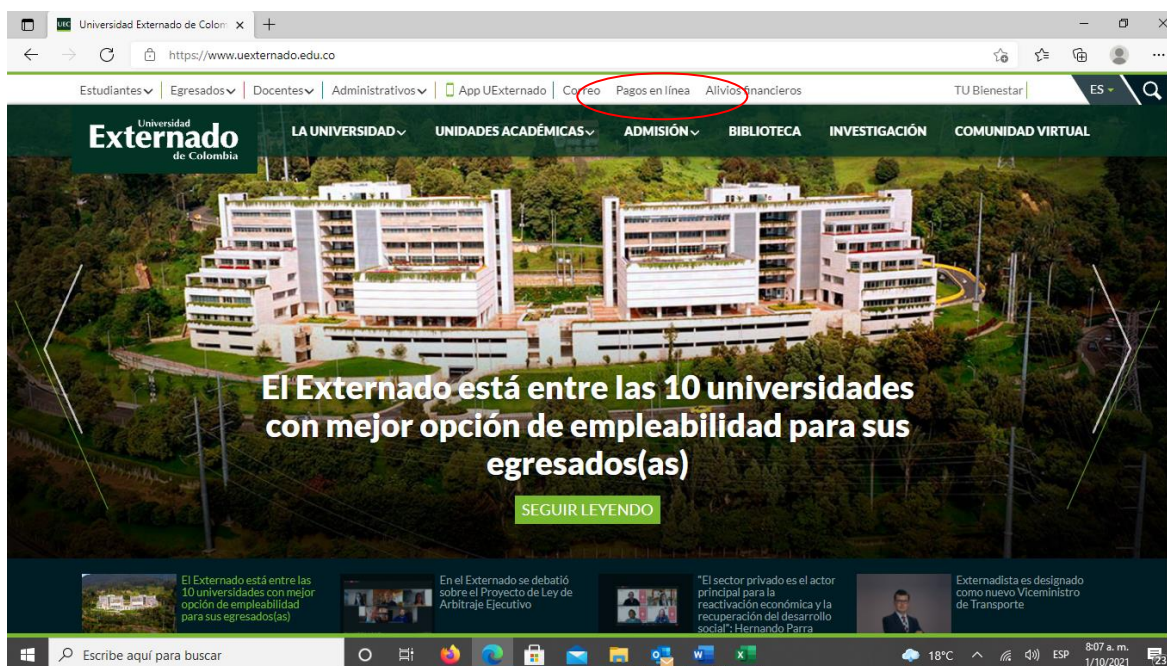 UEC Universidad Externado de Colom
https://www.uexternado.edu.co
Estudiantes Egresados Docentes Administrativos App UExternado Correo Pagos en línea Alivios financieros TU Bienestar ES
Universidad
Externado
de Colombia
LA UNIVERSIDAD UNIDADES ACADÉMICAS ADMISIÓN BIBLIOTECA INVESTIGACIÓN COMUNIDAD VIRTUAL
El Externado está entre las 10 universidades
con mejor opción de empleabilidad para sus
egresados(as)
SEGUIR LEYENDO
El Externado está entre las
10 universidades con mejor
opción de empleabilidad
para sus egresados(as)
En el Externado se debatió
sobre el Proyecto de Ley de
Arbitraje Ejecutivo
"El sector privado es el actor
principal para la
reactivación económica y la
recuperación del desarrollo
social": Hernando Parra
Externadista es designado
como nuevo Viceministro
de Transporte
Escribe aquí para buscar
18°C ESP 8:07 a. m.
1/10/2021
23